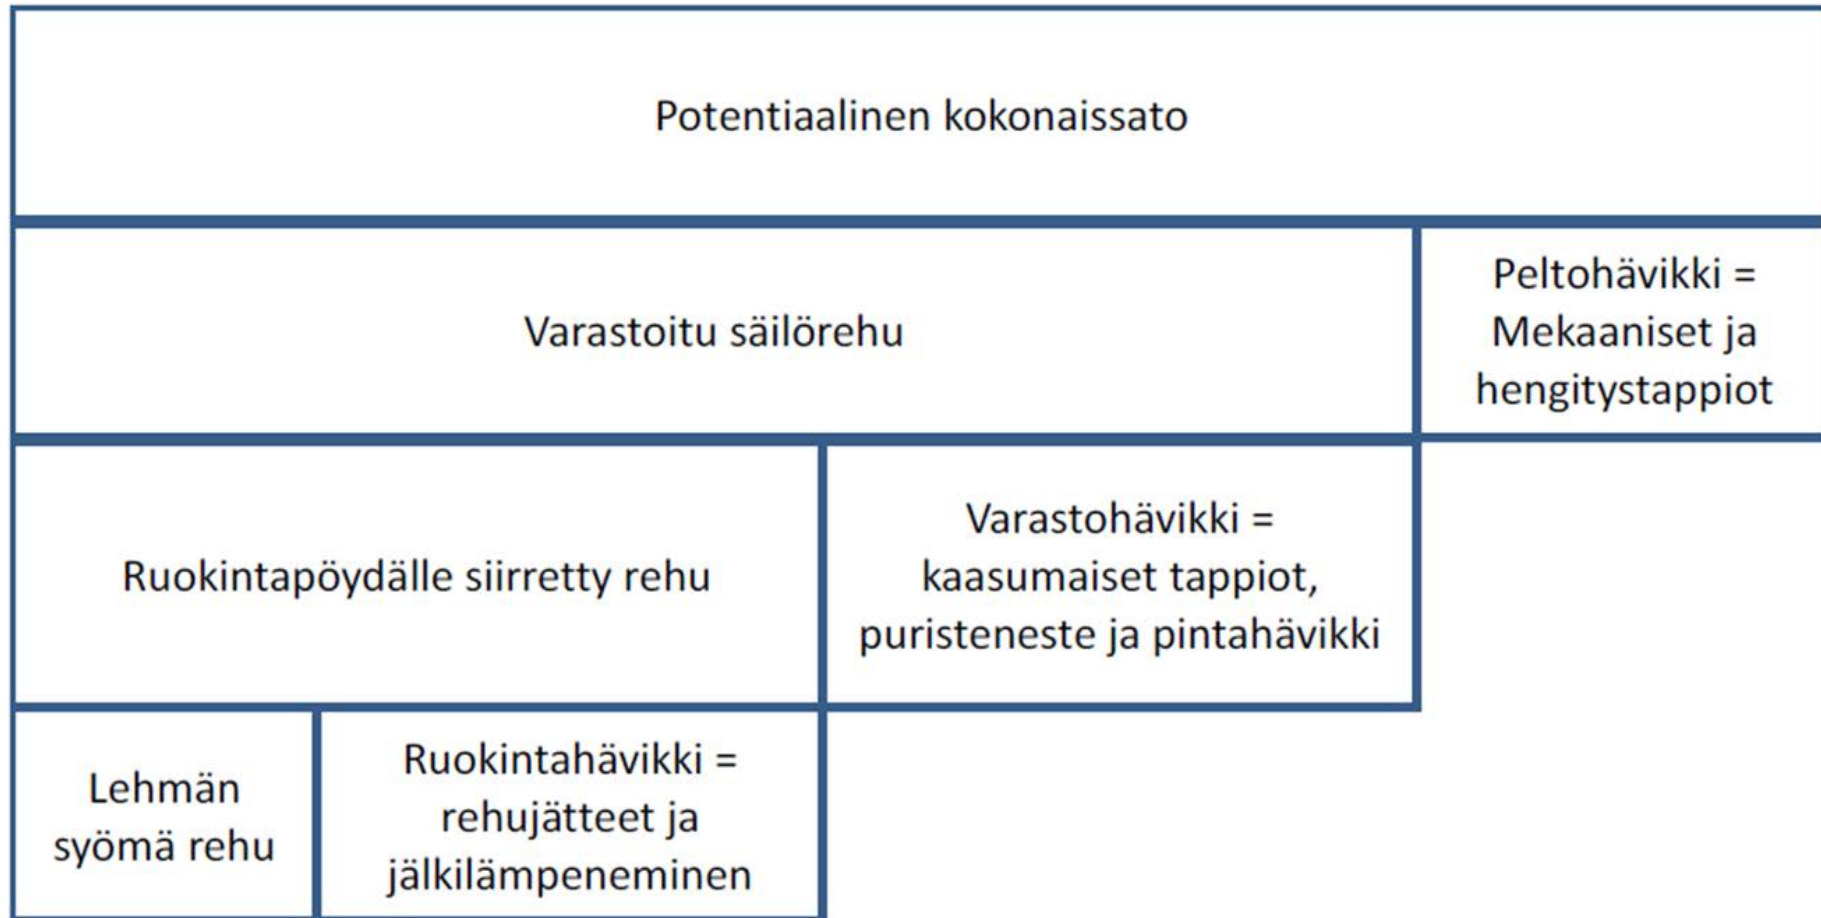 Potentiaalinen kokonaissato
Varastoitu säilörehu
Peltohävikki =
Mekaaniset ja
hengitystappiot
Ruokintapöydälle siirretty rehu
Varastohävikki =
kaasumaiset tappiot,
puristeneste ja pintahävikki
Lehmän
syömä rehu
Ruokintahävikki =
rehujätteet ja
jälkilämpeneminen